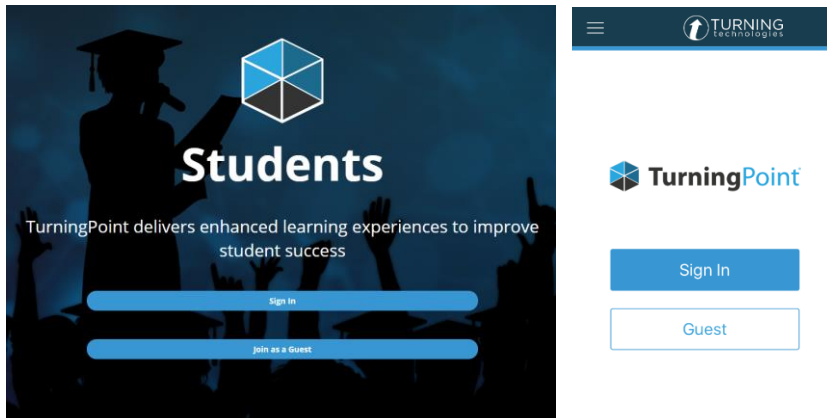 Students
TurningPoint delivers enhanced learning experiences to improve
student success
Sign In
Join as a Guest
TURNING
technologies
TurningPoint
Sign In
Guest